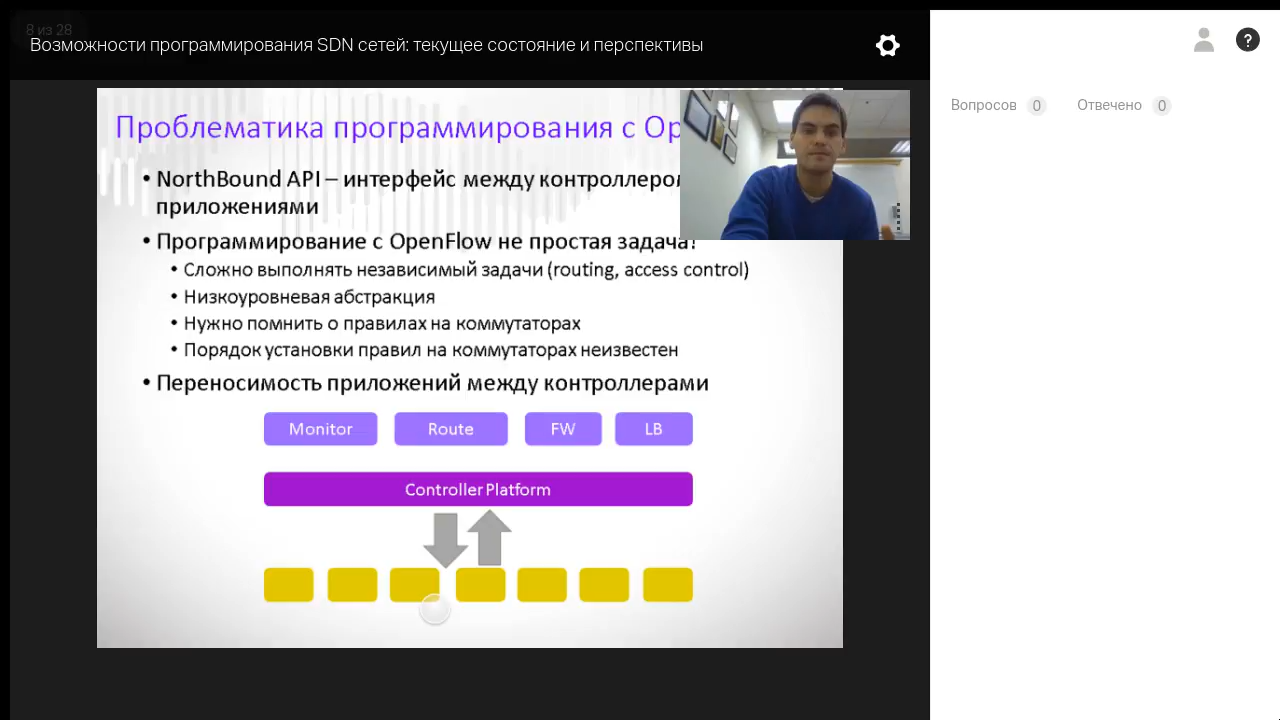 8 из 28
Возможности программирования SDN сетей: текущее состояние и перспективы
Вопросов 0 Отвечено 0
Проблематика программирования с
• NorthBound API – интерфейс между
приложениями
• Программирование с OpenFlow не простая задача!
• Сложно выполнять независимый задачи (routing, access control)
• Низкоуровневая абстракция
• Нужно помнить о правилах на коммутаторах
• Порядок установки правил на коммутаторах неизвестен
• Переносимость приложений между контроллерами
Monitor Route FW LB
Controller Platform